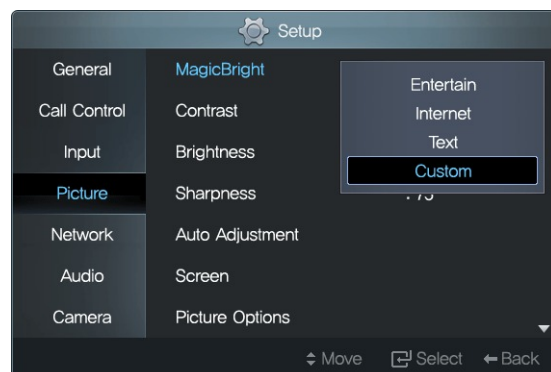 Setup
General
Call Control
Input
Picture
Network
Audio
Camera
MagicBright
Contrast
Brightness
Sharpness
Auto Adjustment
Screen
Picture Options
Entertain
Internet
Text
Custom
Move Select Back